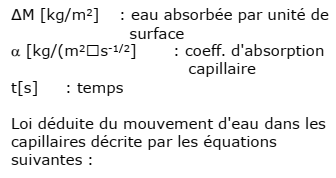 ΔM [kg/m²] : eau absorbée par unité de
surface
α [kg/(m²□s-1/2] : coeff. d'absorption
capillaire
t[s] : temps
Loi déduite du mouvement d'eau dans les
capillaires décrite par les équations
suivantes :